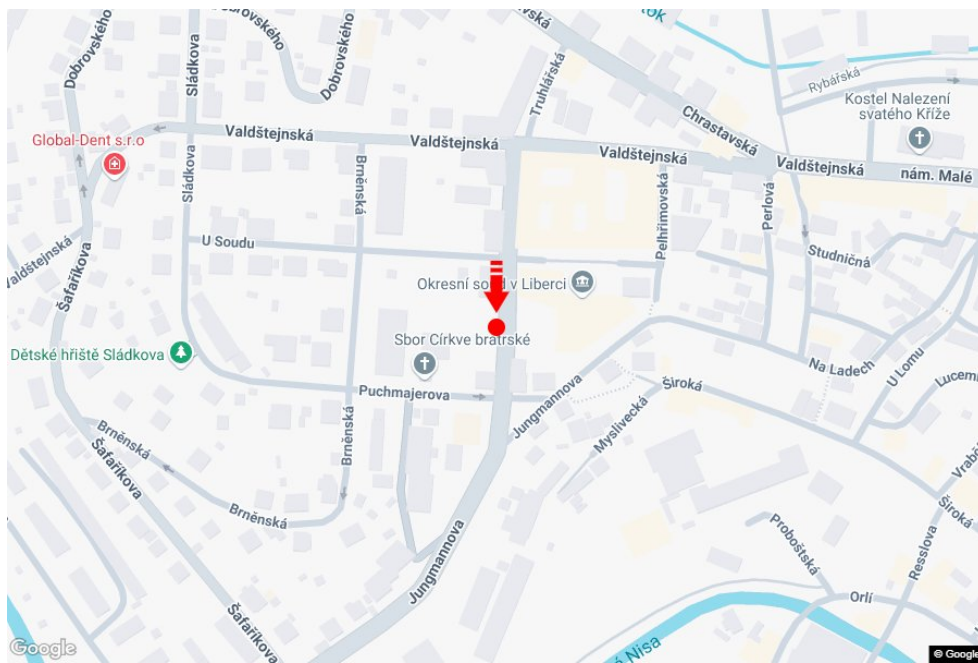 Dobrovského
Sládkova
Dobrovského
Truhlářská
Rybářská
Kostel Nalezení
svatého Kříže
Chrastavská
Global-Dent s.r.o
Valdštejnská
Valdštejnská
Valdštejnská
Valdštejnská
nám. Malé
Brněnská
Sládkova
Pelhřimovská
Perlová
Studničná
U Soudu
Valdštejnská
Šafaříkova
Okresní soud v Liberci
Sbor Církve bratrské
Dětské hřiště Sládkova
Na Ladech
U Lomu
Široká
Puchmajerova
Jungmannova
Myslivecká
Brněnská
Brněnská
Šafaříkova
Široká
Brněnská
Proboštská
Resslova
Jungmannova
Orlí
Šafaříkova
Nisa
Google
© Google